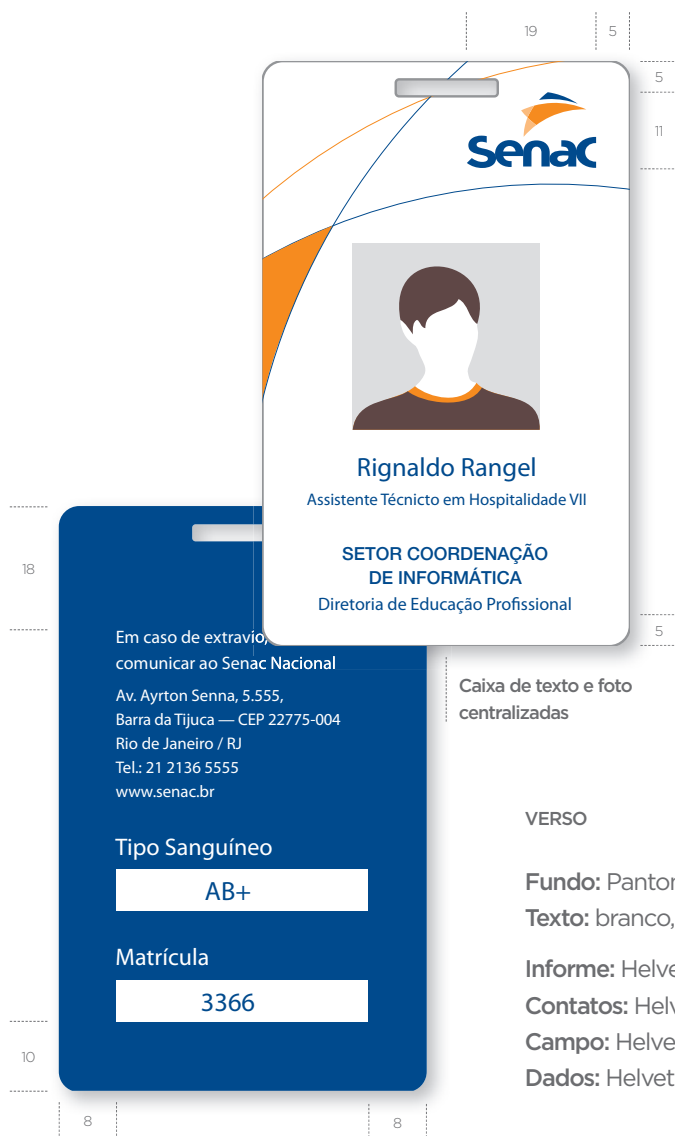 19
5
5
11
Senac
Rignaldo Rangel
Assistente Técnicto em Hospitalidade VII
SETOR COORDENAÇÃO
DE INFORMÁTICA
Diretoria de Educação Profissional
5
18
Em caso de extravio,
comunicar ao Senac Nacional
Av. Ayrton Senna, 5.555,
Barra da Tijuca — CEP 22775-004
Rio de Janeiro / RJ
Tel.: 21 2136 5555
www.senac.br
Tipo Sanguíneo
AB+
Matrícula
3366
10
8
8
Caixa de texto e foto
centralizadas
VERSO
Fundo:
Texto: branco,
Informe:
Contatos:
Campo:
Dados: